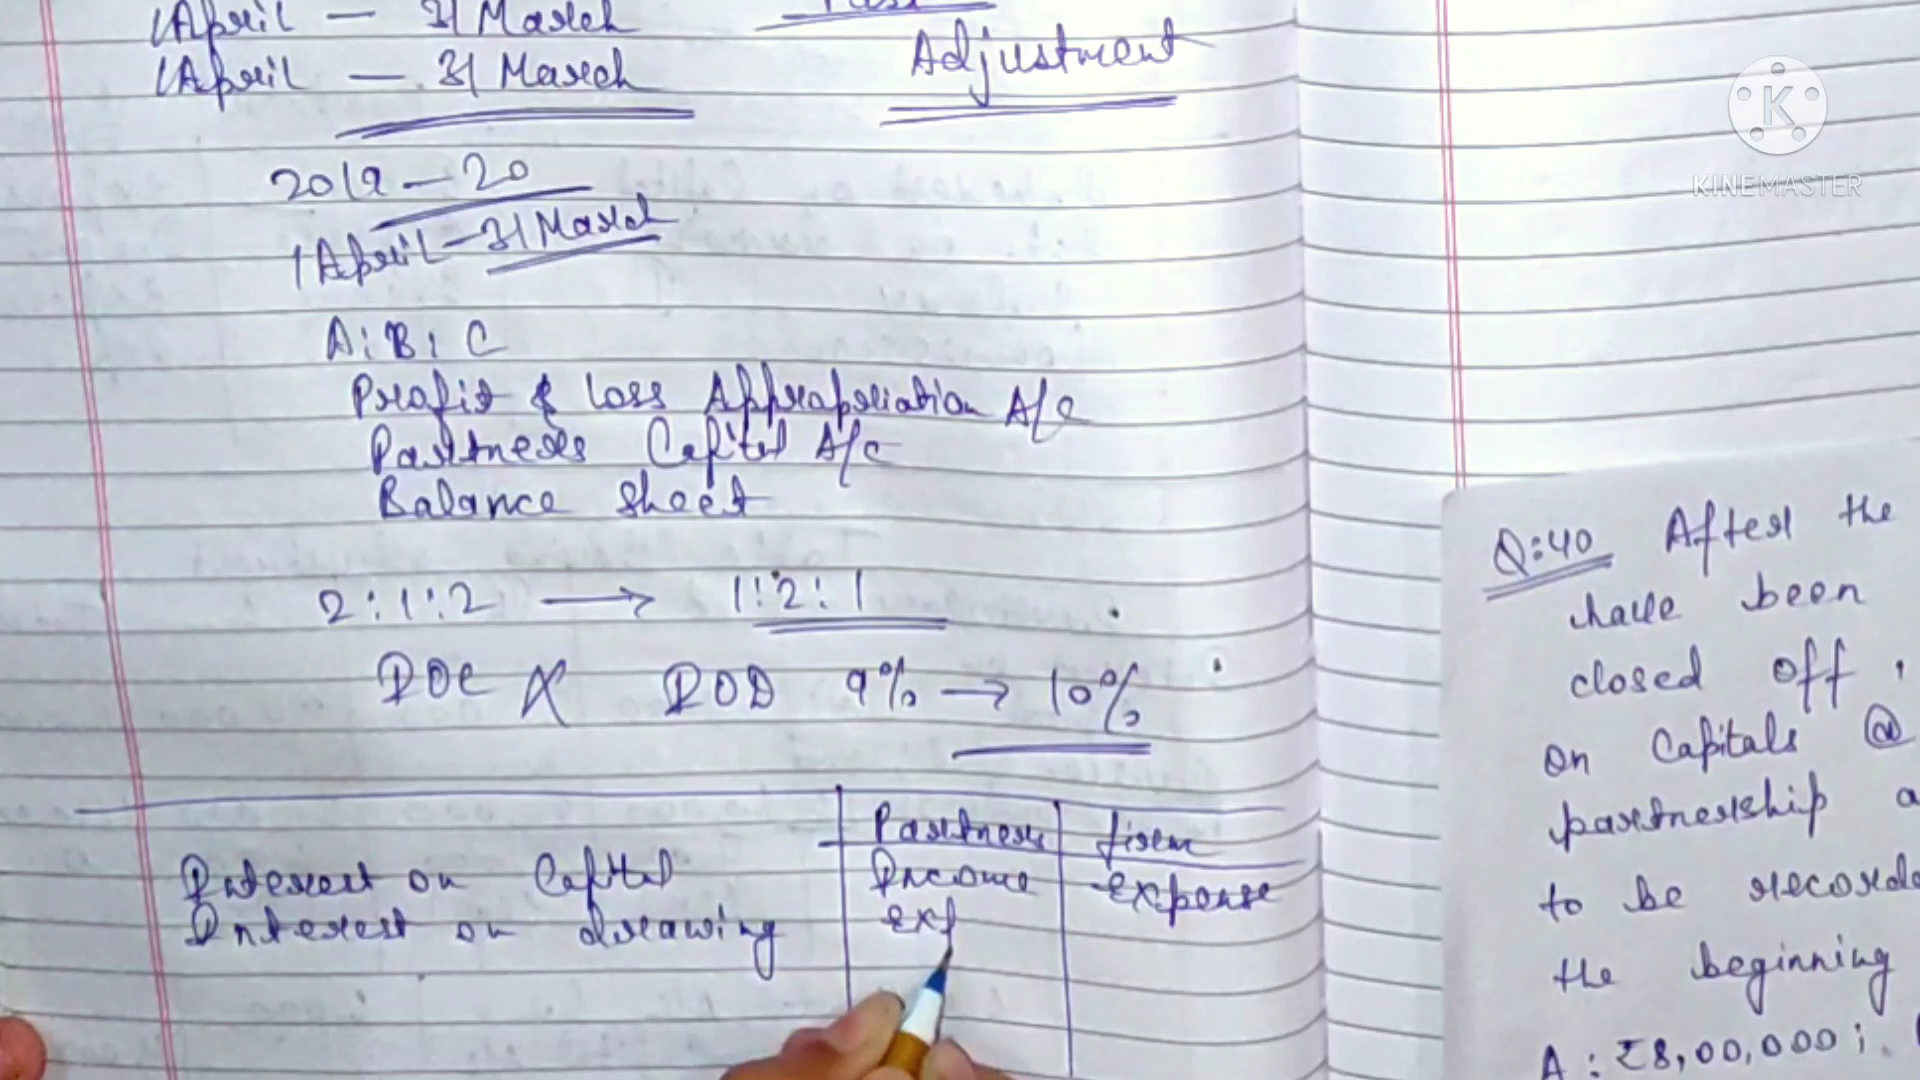 1April — 31 March
1April — 31 March
Adjustment
2019-20
1April-31March
A:B:C
Profit & loss Appropriation A/c
Partners Capital A/c
Balance sheet
2:1:2 → 1:2:1
IOC X IOD 9% → 10%
Partners firm
Interest on Capital Income expense
Interest on drawing exp
Q:40 After the
have been
closed off,
on Capitals @
partnership a
to be recorde
the beginning
A: ₹8,00,000;
KINEMASTER